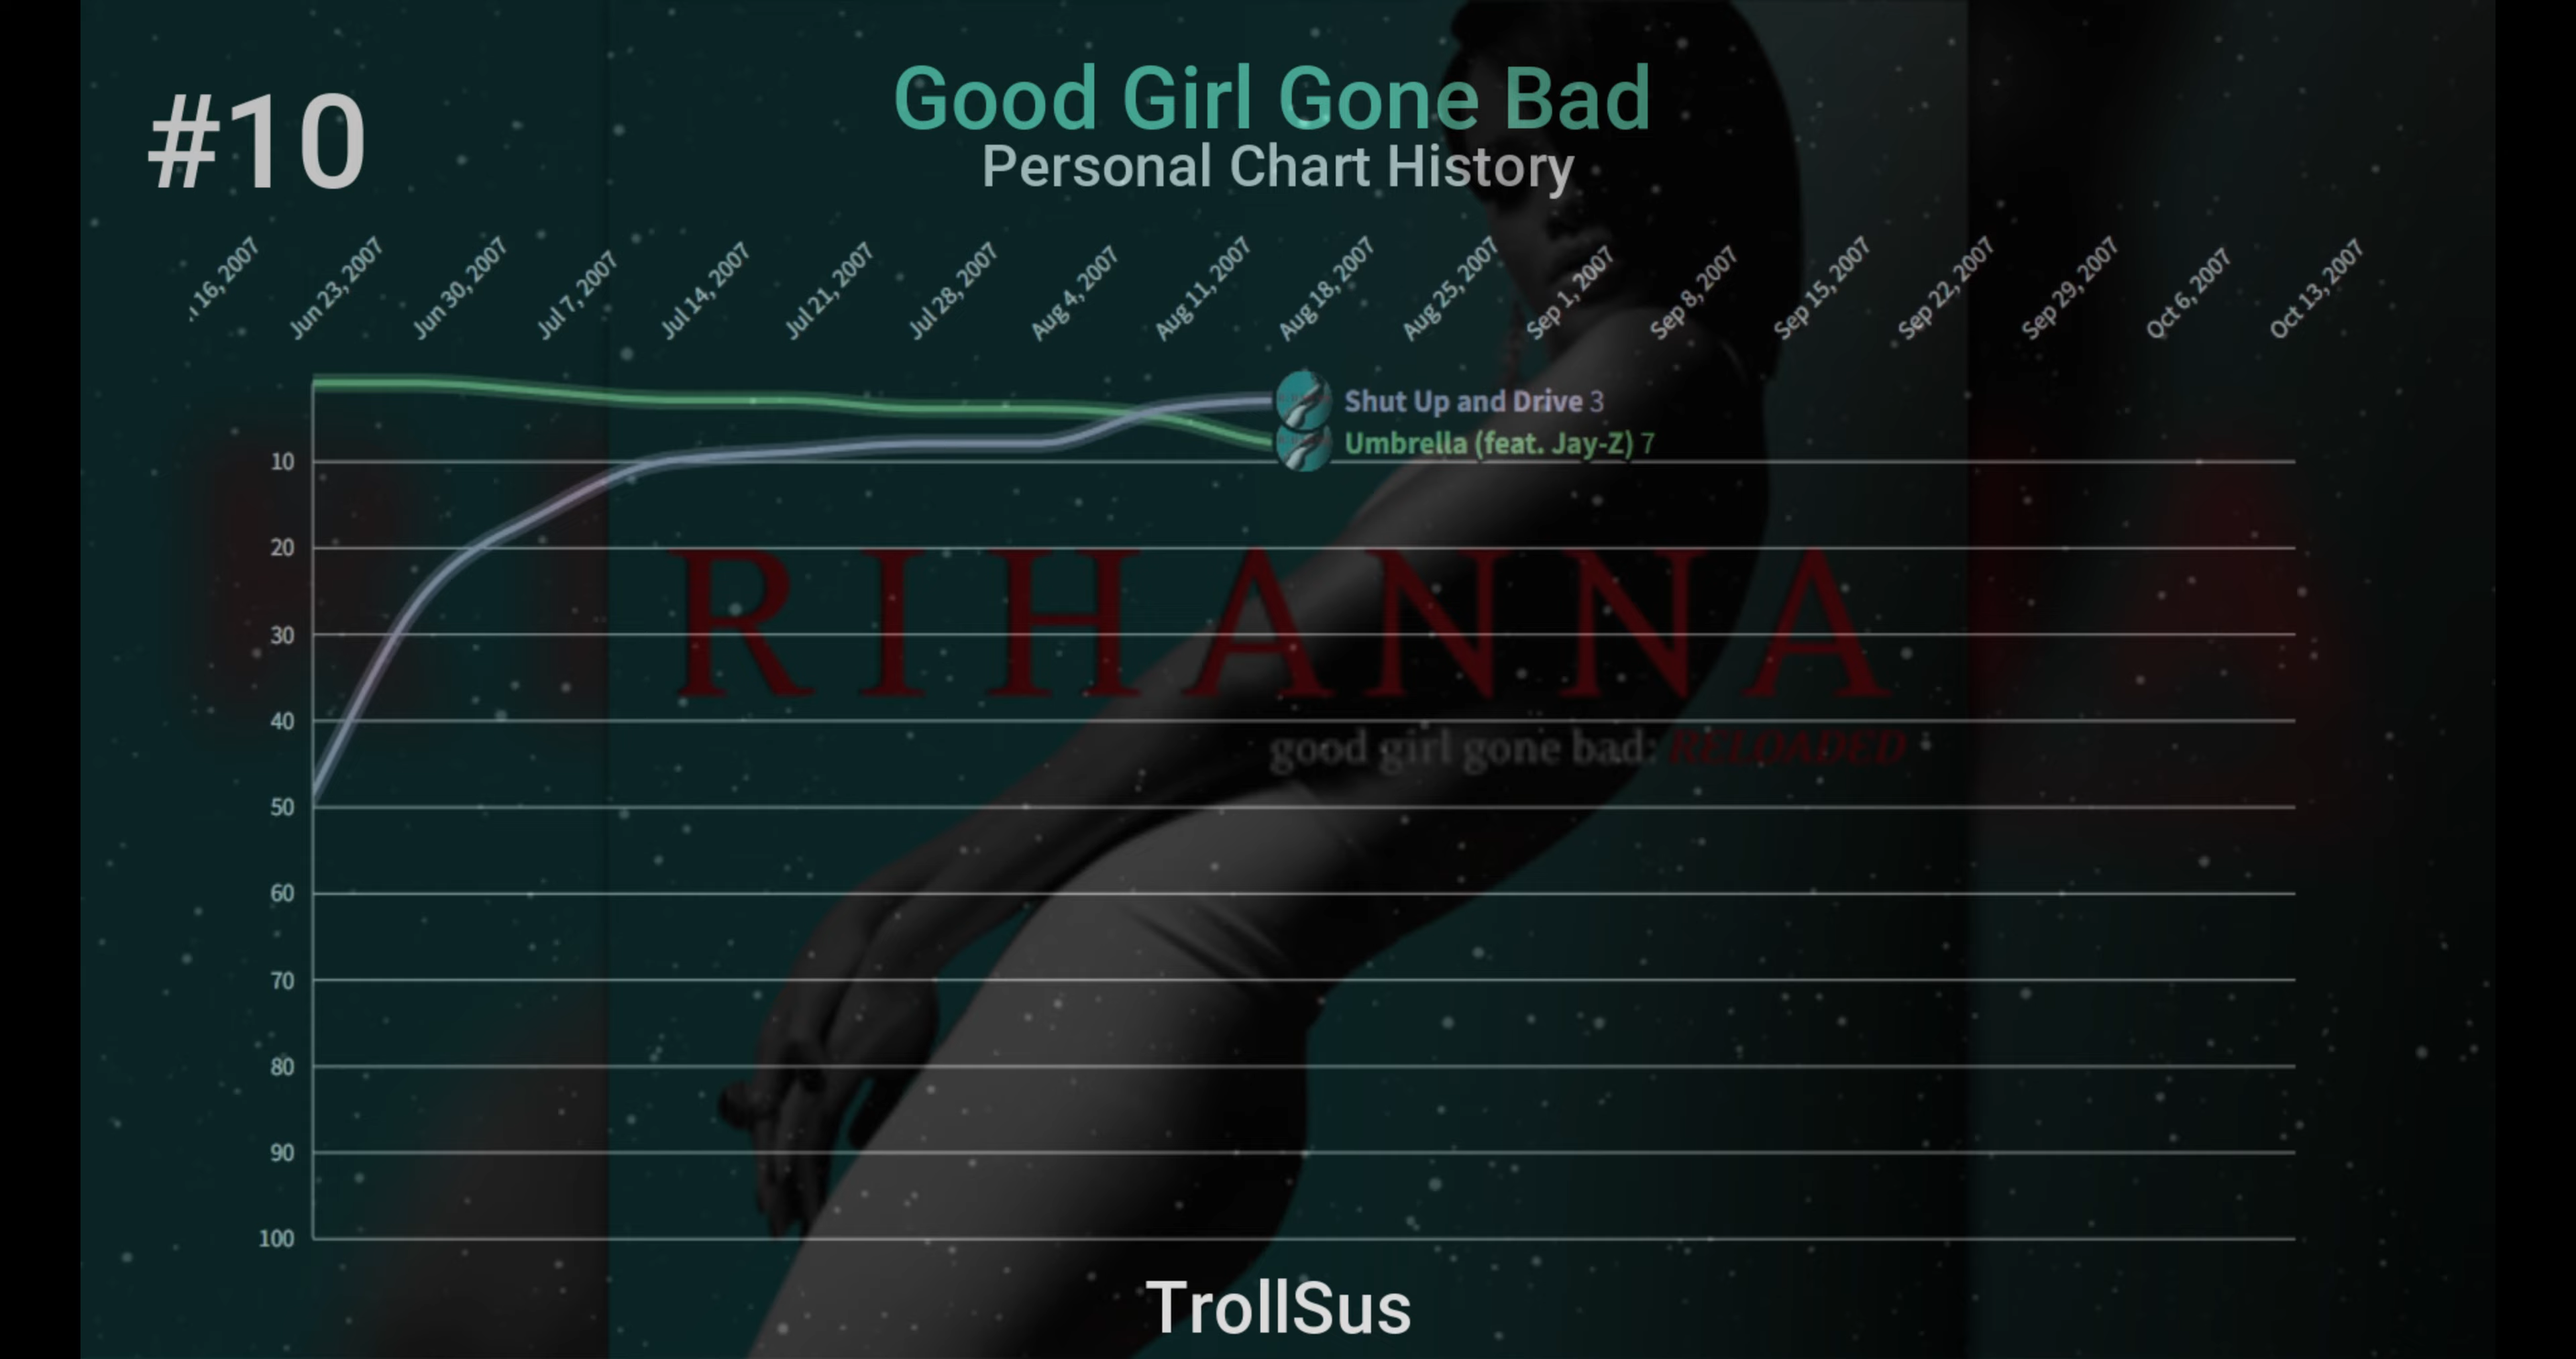 #10
Good Girl Gone Bad
Personal Chart History
16, 2007
Jun 23, 2007
Jun 30, 2007
Jul 7, 2007
Jul 14, 2007
Jul 21, 2007
Jul 28, 2007
Aug 4, 2007
Aug 11, 2007
Aug 18, 2007
Aug 25, 2007
Sep 1, 2007
Sep 8, 2007
Sep 15, 2007
Sep 22, 2007
Sep 29, 2007
Oct 6, 2007
Oct 13, 2007
Shut Up and Drive 3
Umbrella (feat. Jay-Z) 7
10
20
30
40
50
60
70
80
90
100
RIHANNA
good girl gone bad: RELOADED
TrollSus